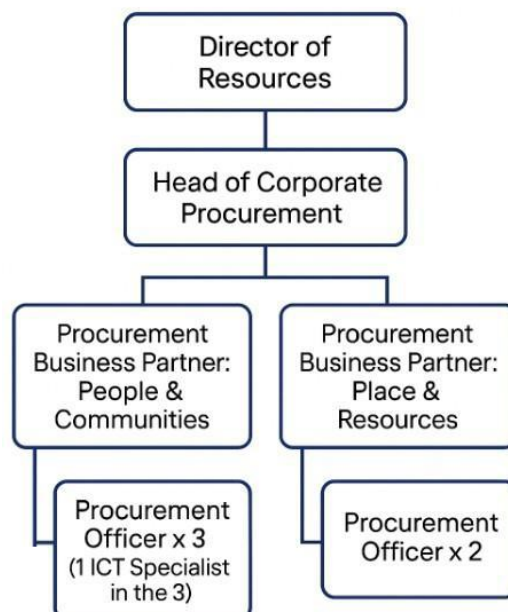 Director of
Resources
Head of Corporate
Procurement
Procurement
Business Partner:
People &
Communities
Procurement
Business Partner:
Place &
Resources
Procurement
Officer x 3
(1 ICT Specialist
in the 3)
Procurement
Officer x 2